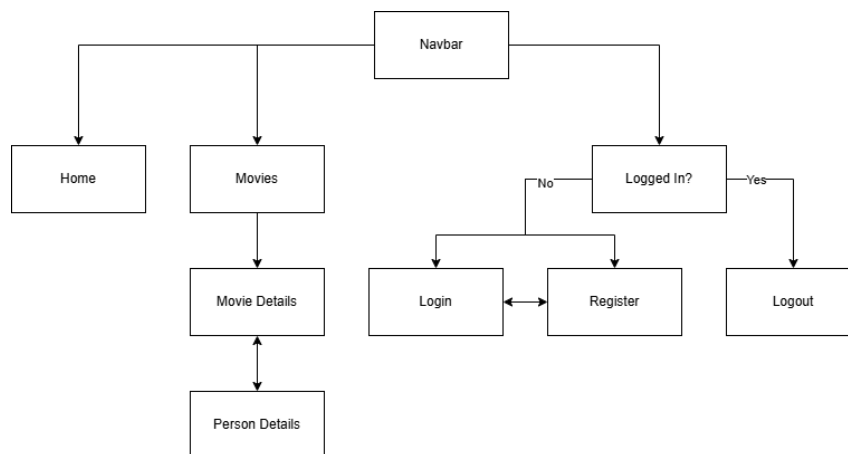 Navbar
Home
Movies
Logged In?
No
Yes
Movie Details
Login
Register
Logout
Person Details